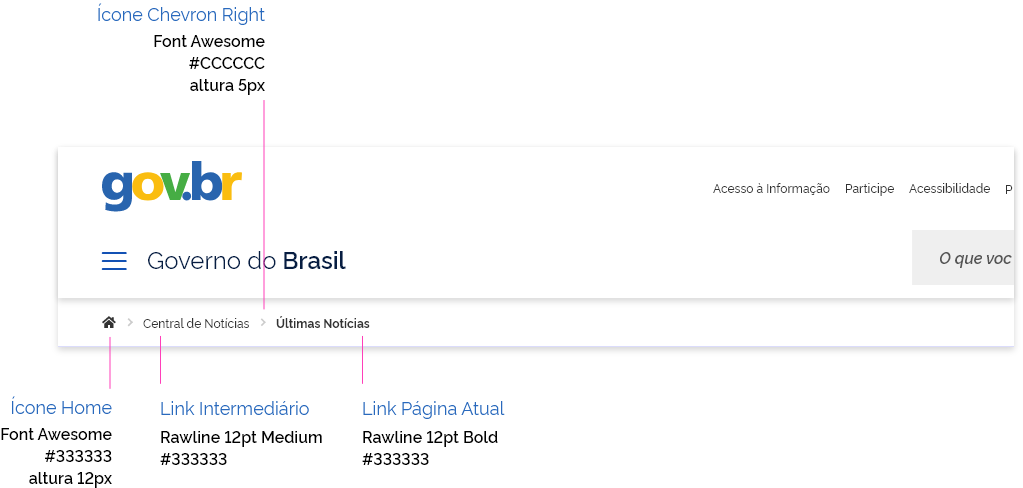 Ícone Chevron Right
Font Awesome
#CCCCCC
altura 5px
gov.br
Acesso à Informação Participe Acessibilidade P
Governo do Brasil
O que voc
Central de Notícias Últimas Notícias
Ícone Home
Font Awesome
#333333
altura 12px
Link Intermediário
Rawline 12pt Medium
#333333
Link Página Atual
Rawline 12pt Bold
#333333